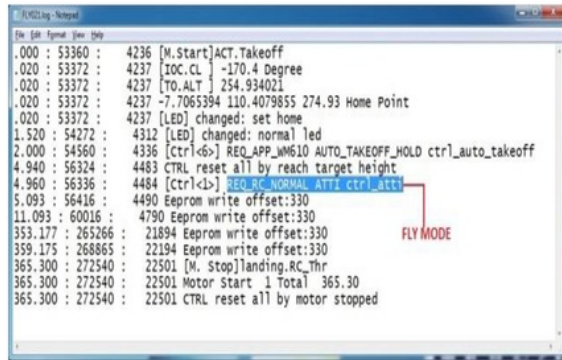 FLY021.log - Notepad
File Edit Format View Help
.000 : 53360 : 4236 [M.Start]ACT.Takeoff
.020 : 53372 : 4237 [IOC.CL ] -170.4 Degree
.020 : 53372 : 4237 [TO.ALT ] 254.934021
.020 : 53372 : 4237 -7.7065394 110.4079855 274.93 Home Point
.020 : 53372 : 4237 [LED] changed: set home
1.520 : 54272 : 4312 [LED] changed: normal led
2.000 : 54560 : 4336 [Ctrl<6>] REQ_APP_WM610 AUTO_TAKEOFF_HOLD ctrl_auto_takeoff
4.940 : 56324 : 4483 CTRL reset all by reach target height
4.960 : 56336 : 4484 [Ctrl<1>] REQ_RC_NORMAL ATTI ctrl_atti
5.093 : 56416 : 4490 Eeprom write offset:330
11.093 : 60016 : 4790 Eeprom write offset:330
353.177 : 265266 : 21894 Eeprom write offset:330
359.175 : 268865 : 22194 Eeprom write offset:330
365.300 : 272540 : 22501 [M. Stop]landing.RC_Thr
365.300 : 272540 : 22501 Motor Start 1 Total 365.30
365.300 : 272540 : 22501 CTRL reset all by motor stopped
FLY MODE